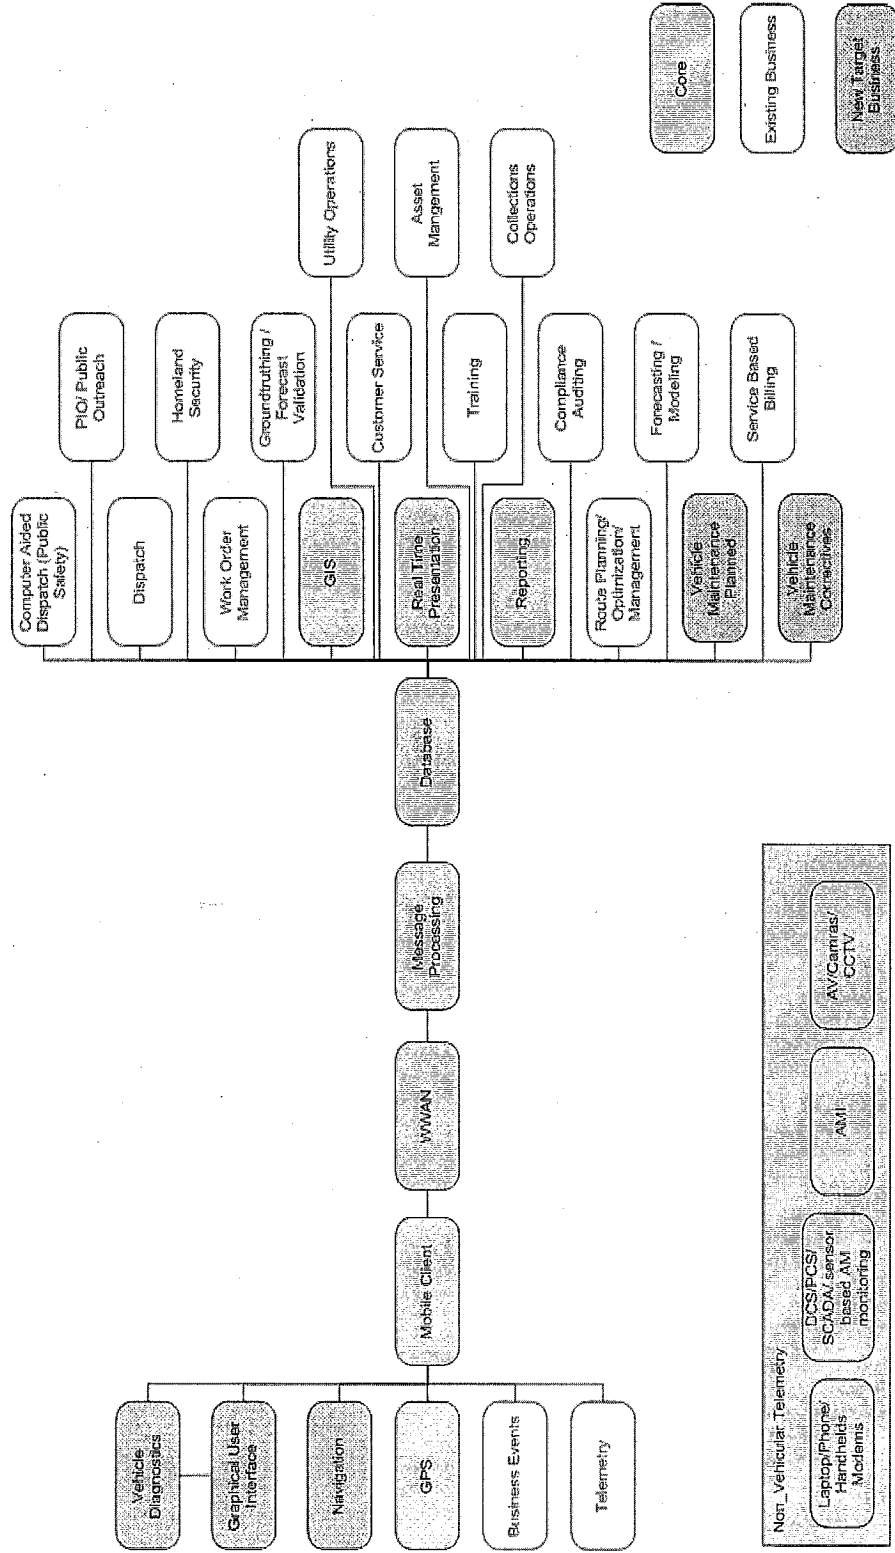 Vehicle
Diagnostics
Graphical User
Interface
Navigation
GPS
Business Events
Telemetry
Mobile Client
WWAN
Message
Processing
Database
Computer Aided
Dispatch (Public
Safety)
Dispatch
Work Order
Management
GIS
Real Time
Presentation
Reporting
Route Planning/
Optimization/
Management
Vehicle
Maintenance
Planned
Vehicle
Maintenance
Correctives
PIO/ Public
Outreach
Homeland
Security
Groundtruthing /
Forecast
Validation
Customer Service
Training
Compliance
Auditing
Forecasting /
Modeling
Service Based
Billing
Utility Operations
Asset
Mangement
Collections
Operations
Non_Vehicular Telemetry
Laptop/Phone/
Handhelds
Modems
DCS/PCS/
SCADA/ sensor
based AM
monitoring
AMI
AV/Camras/
CCTV
Core
Existing Business
New Target
Business